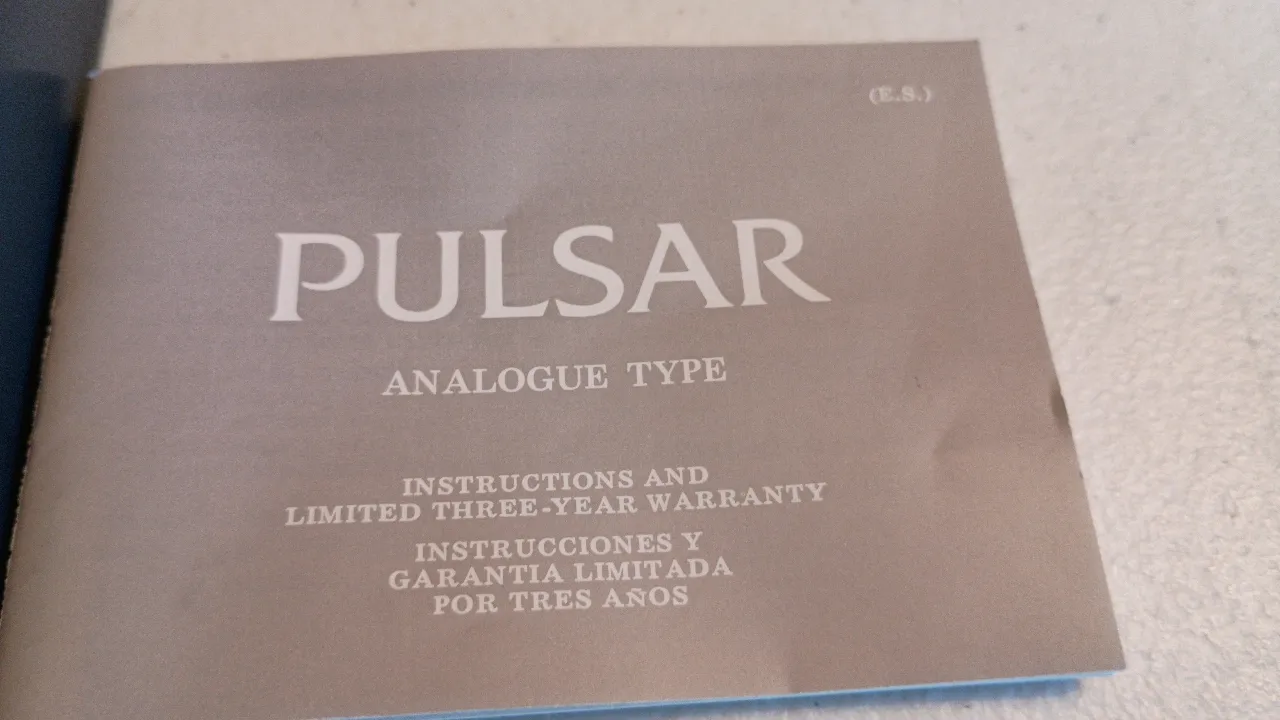 (E.S.)
PULSAR
ANALOGUE TYPE
INSTRUCTIONS AND
LIMITED THREE-YEAR WARRANTY
INSTRUCCIONES Y
GARANTIA LIMITADA
POR TRES AÑOS